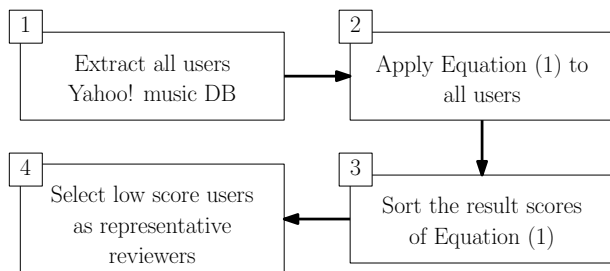 1
Extract all users
Yahoo! music DB
2
Apply Equation (1) to
all users
3
Sort the result scores
of Equation (1)
4
Select low score users
as representative
reviewers